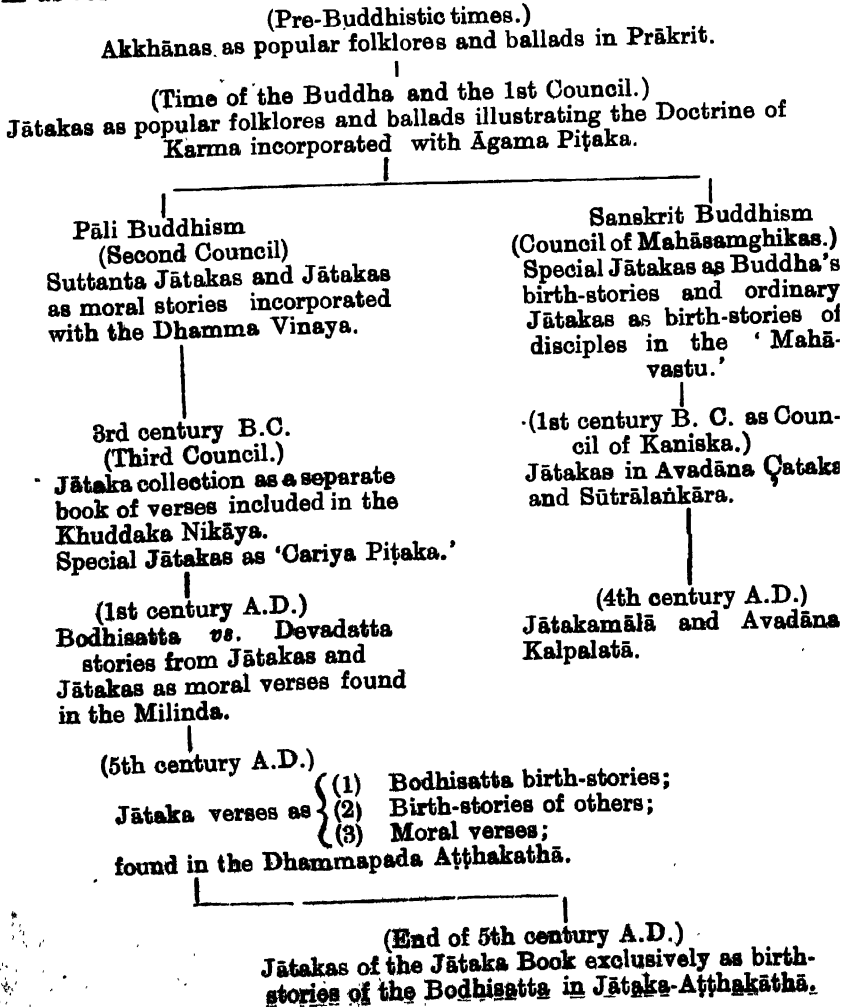 (Pre-Buddhistic times.)
Akkhānas as popular folklores and ballads in Prākrit.
(Time of the Buddha and the 1st Council.)
Jātakas as popular folklores and ballads illustrating the Doctrine of
Karma incorporated with Āgama Piṭaka.
Pāli Buddhism
(Second Council)
Suttanta Jātakas and Jātakas
as moral stories incorporated
with the Dhamma Vinaya.
3rd century B.C.
(Third Council.)
Jātaka collection as a separate
book of verses included in the
Khuddaka Nikāya.
Special Jātakas as 'Cariya Piṭaka.'
(1st century A.D.)
Bodhisatta vs. Devadatta
stories from Jātakas and
Jātakas as moral verses found
in the Milinda.
Sanskrit Buddhism
(Council of Mahāsamghikas.)
Special Jātakas as Buddha's
birth-stories and ordinary
Jātakas as birth-stories of
disciples in the 'Mahā-
vastu.'
(1st century B. C. as Coun-
cil of Kaniska.)
Jātakas in Avadāna Çataka
and Sūtrālaṅkāra.
(4th century A.D.)
Jātakamālā and Avadāna
Kalpalatā.
(5th century A.D.)
Jātaka verses as
(1) Bodhisatta birth-stories;
(2) Birth-stories of others;
(3) Moral verses;
found in the Dhammapada Aṭṭhakathā.
(End of 5th century A.D.)
Jātakas of the Jātaka Book exclusively as birth-
stories of the Bodhisatta in Jātaka-Aṭṭhakāthā.